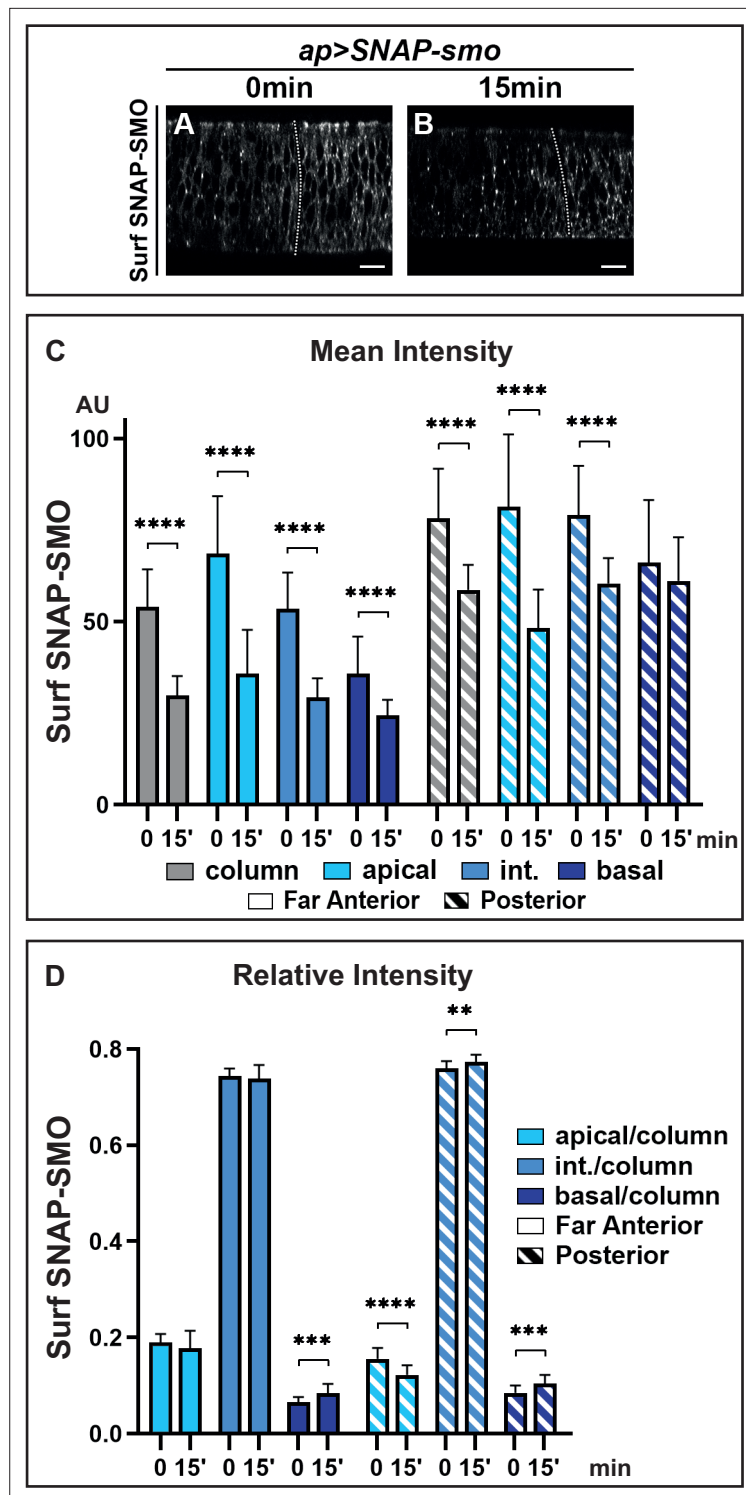 ap>SNAP-smo
0min 15min
Surf SNAP-SMO
A B
C Mean Intensity
AU
Surf SNAP-SMO
100
50
0
**** **** **** **** **** **** ****
0 15' 0 15' 0 15' 0 15' 0 15' 0 15' 0 15' 0 15' min
column apical int. basal
Far Anterior Posterior
D Relative Intensity
Surf SNAP-SMO
0.8
0.6
0.4
0.2
0.0
*** **** ** ***
apical/column
int./column
basal/column
Far Anterior
Posterior
0 15' 0 15' 0 15' 0 15' 0 15' 0 15' min